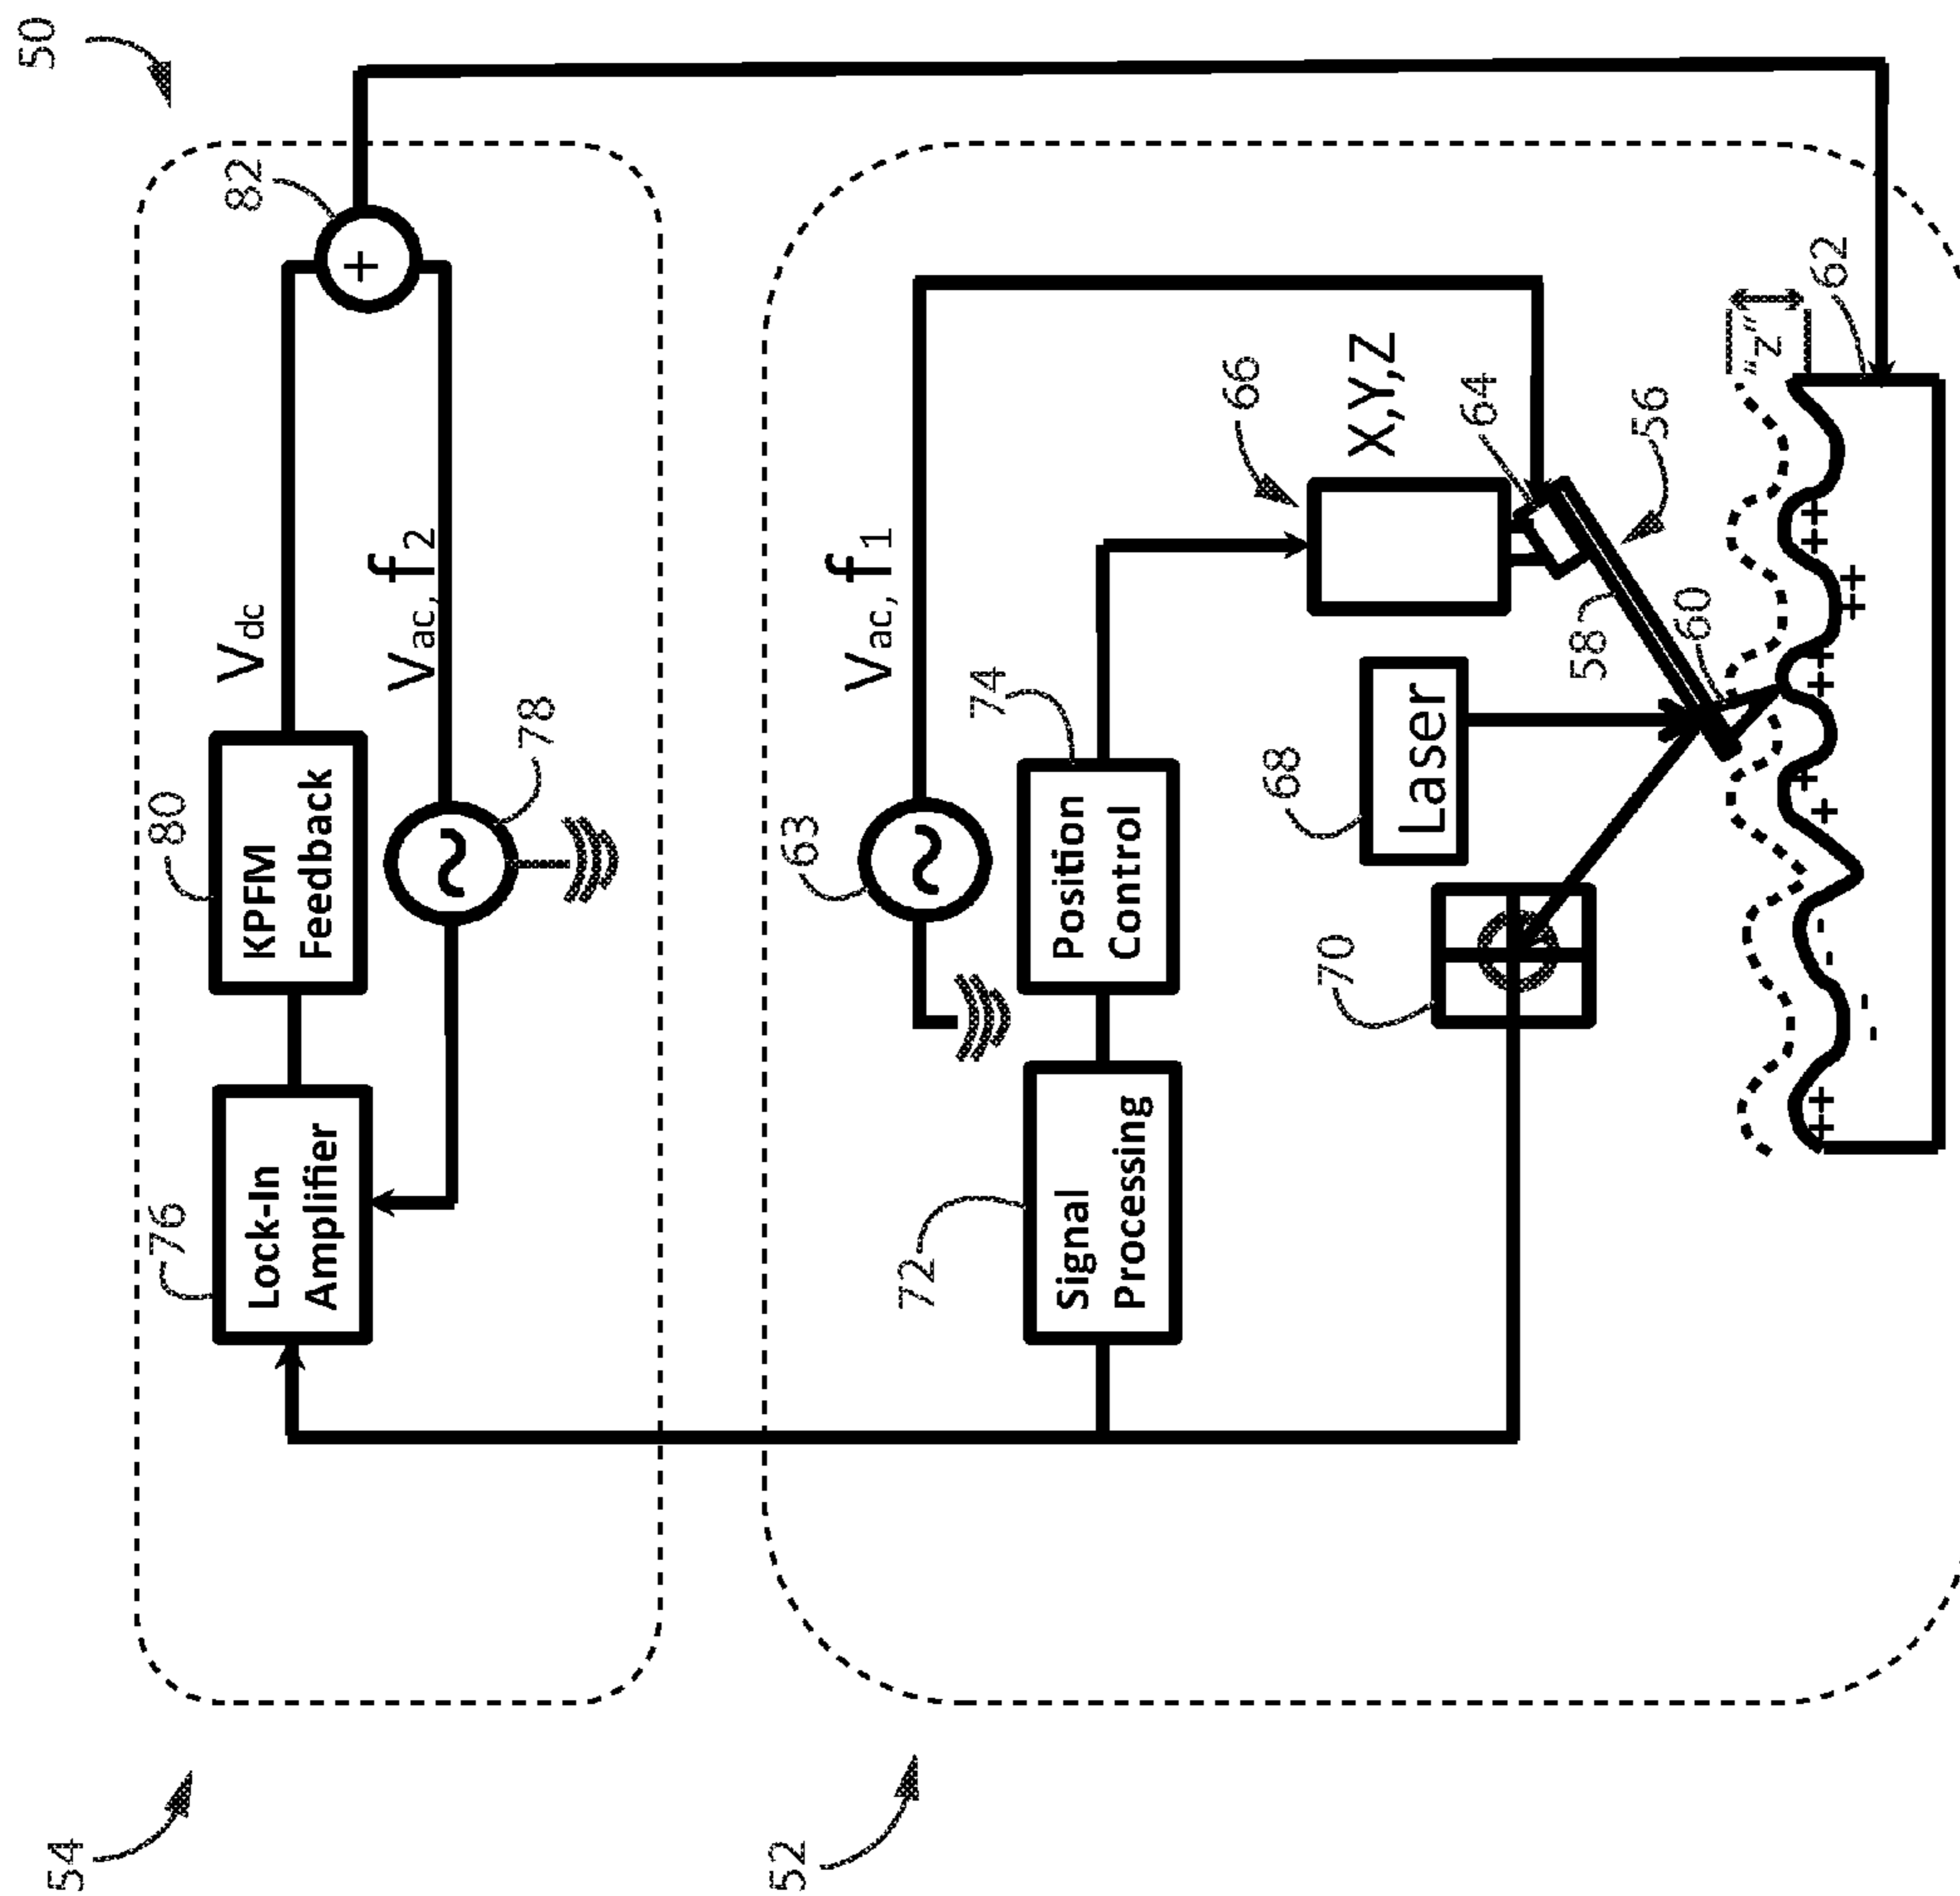 50
54
82
80
KPFM
Feedback
V dc
V ac, f 2
78
76
Lock-In
Amplifier
+
52
63
V ac, f 1
74
Position
Control
72
Signal
Processing
66
X,Y,Z
64
68
Laser
70
56
58
60
62
"z"
++
++
++
+
+
- -
- -
++